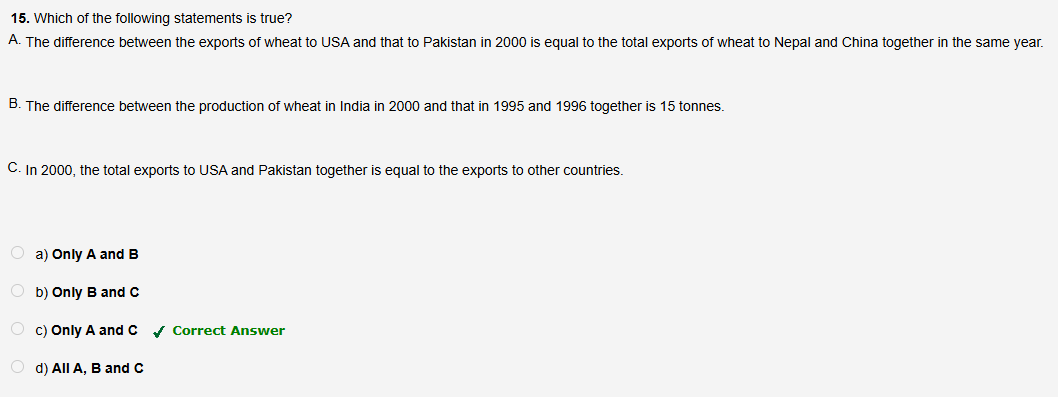 15. Which of the following statements is true?
A. The difference between the exports of wheat to USA and that to Pakistan in 2000 is equal to the total exports of wheat to Nepal and China together in the same year.
B. The difference between the production of wheat in India in 2000 and that in 1995 and 1996 together is 15 tonnes.
C. In 2000, the total exports to USA and Pakistan together is equal to the exports to other countries.
a) Only A and B
b) Only B and C
c) Only A and C ✓ Correct Answer
d) All A, B and C